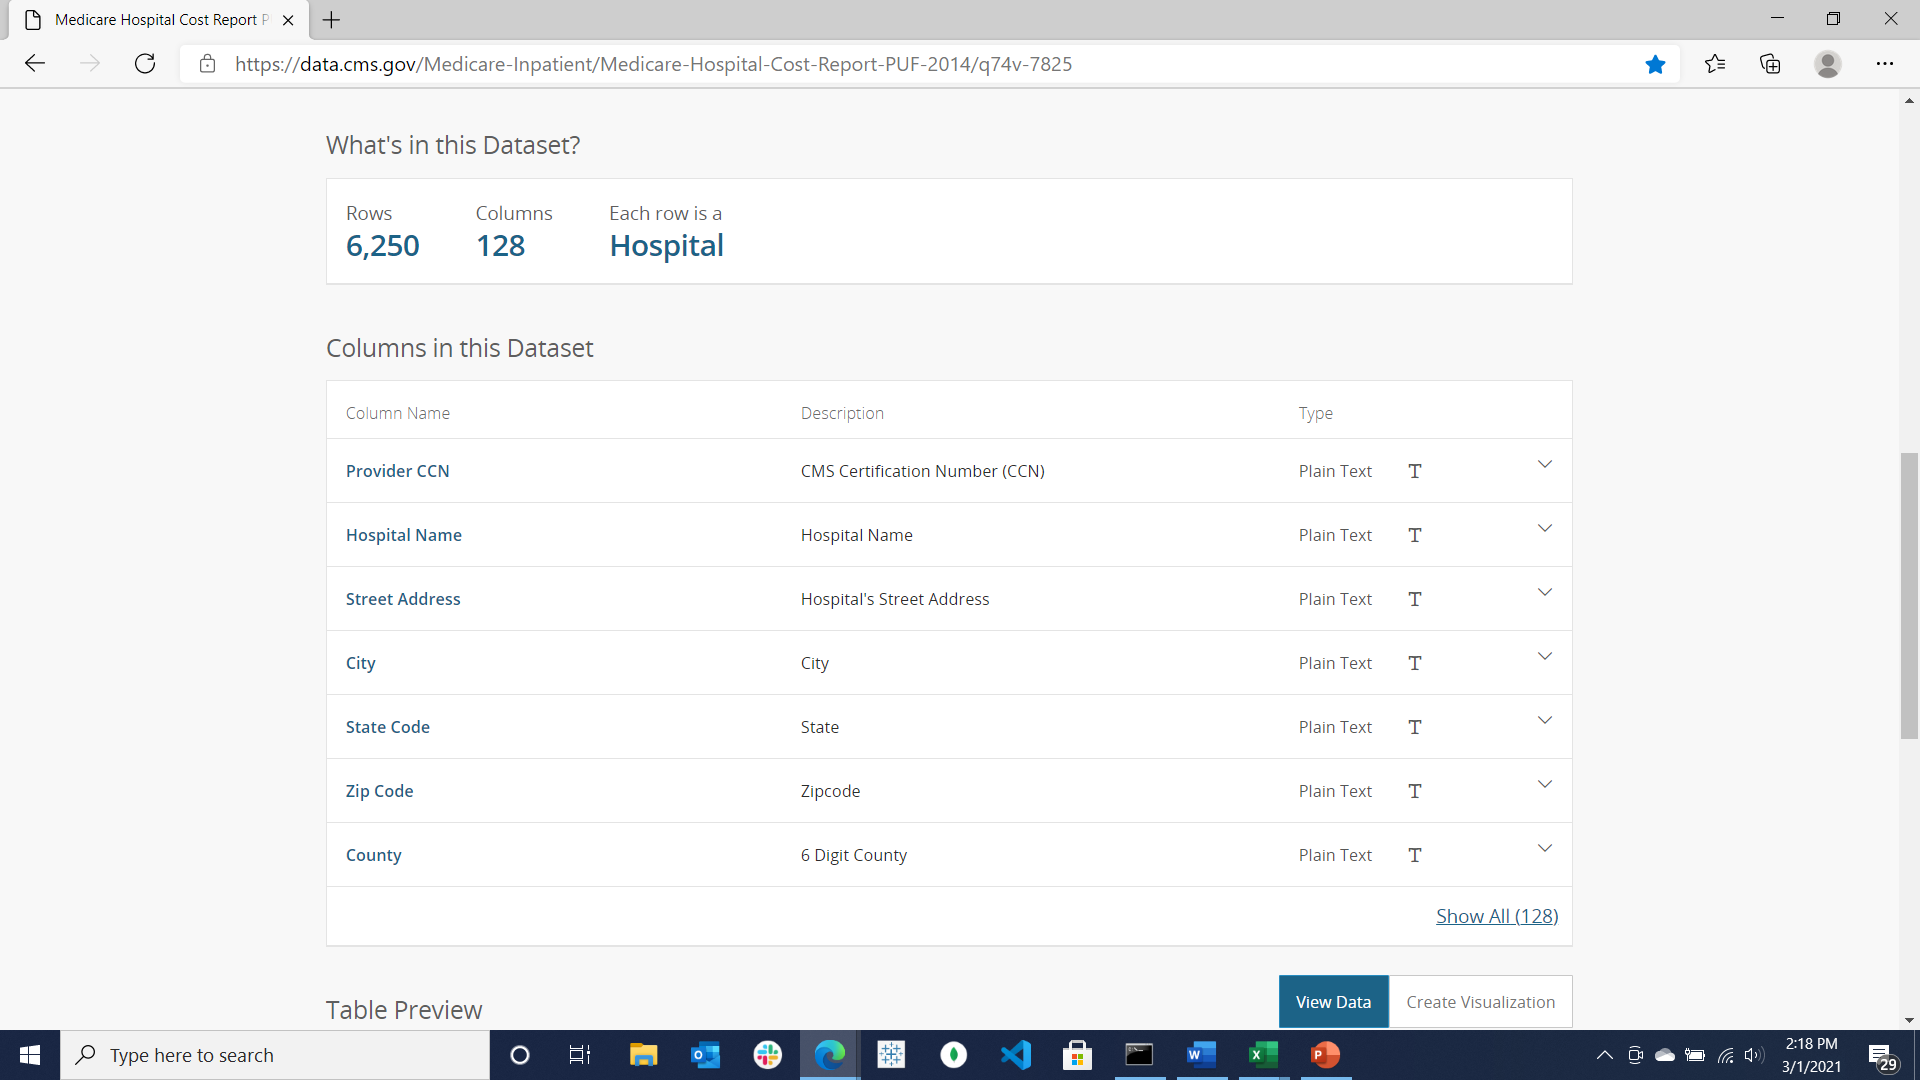 Medicare Hospital Cost Report P
https://data.cms.gov/Medicare-Inpatient/Medicare-Hospital-Cost-Report-PUF-2014/q74v-7825
What's in this Dataset?
Rows Columns Each row is a
6,250 128 Hospital
Columns in this Dataset
Column Name Description Type
Provider CCN CMS Certification Number (CCN) Plain Text T
Hospital Name Hospital Name Plain Text T
Street Address Hospital's Street Address Plain Text T
City City Plain Text T
State Code State Plain Text T
Zip Code Zipcode Plain Text T
County 6 Digit County Plain Text T
Show All (128)
Table Preview View Data Create Visualization
Type here to search
2:18 PM
3/1/2021
29